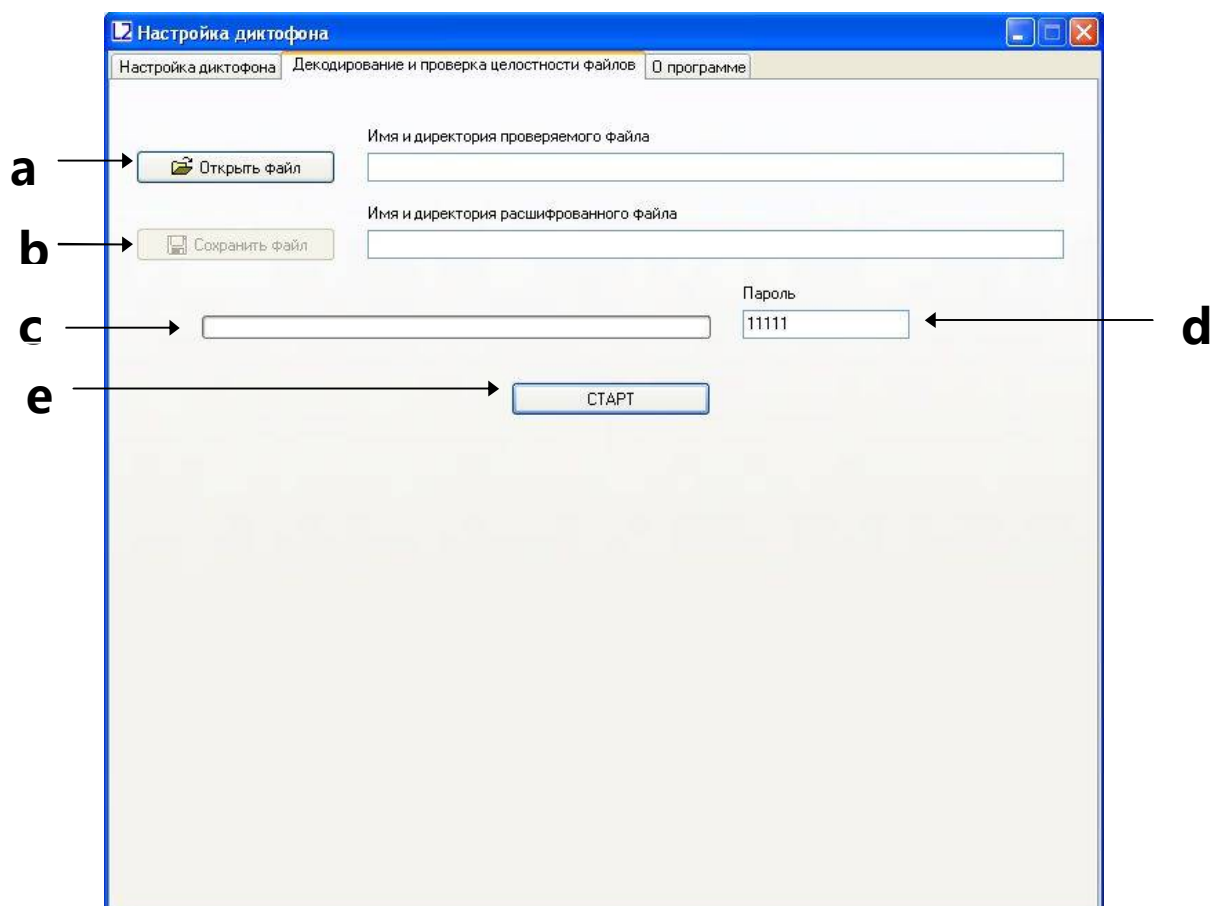 Настройка диктофона
Настройка диктофона Декодирование и проверка целостности файлов О программе
Имя и директория проверяемого файла
a Открыть файл
Имя и директория расшифрованного файла
b Сохранить файл
Пароль
c 11111 d
e СТАРТ